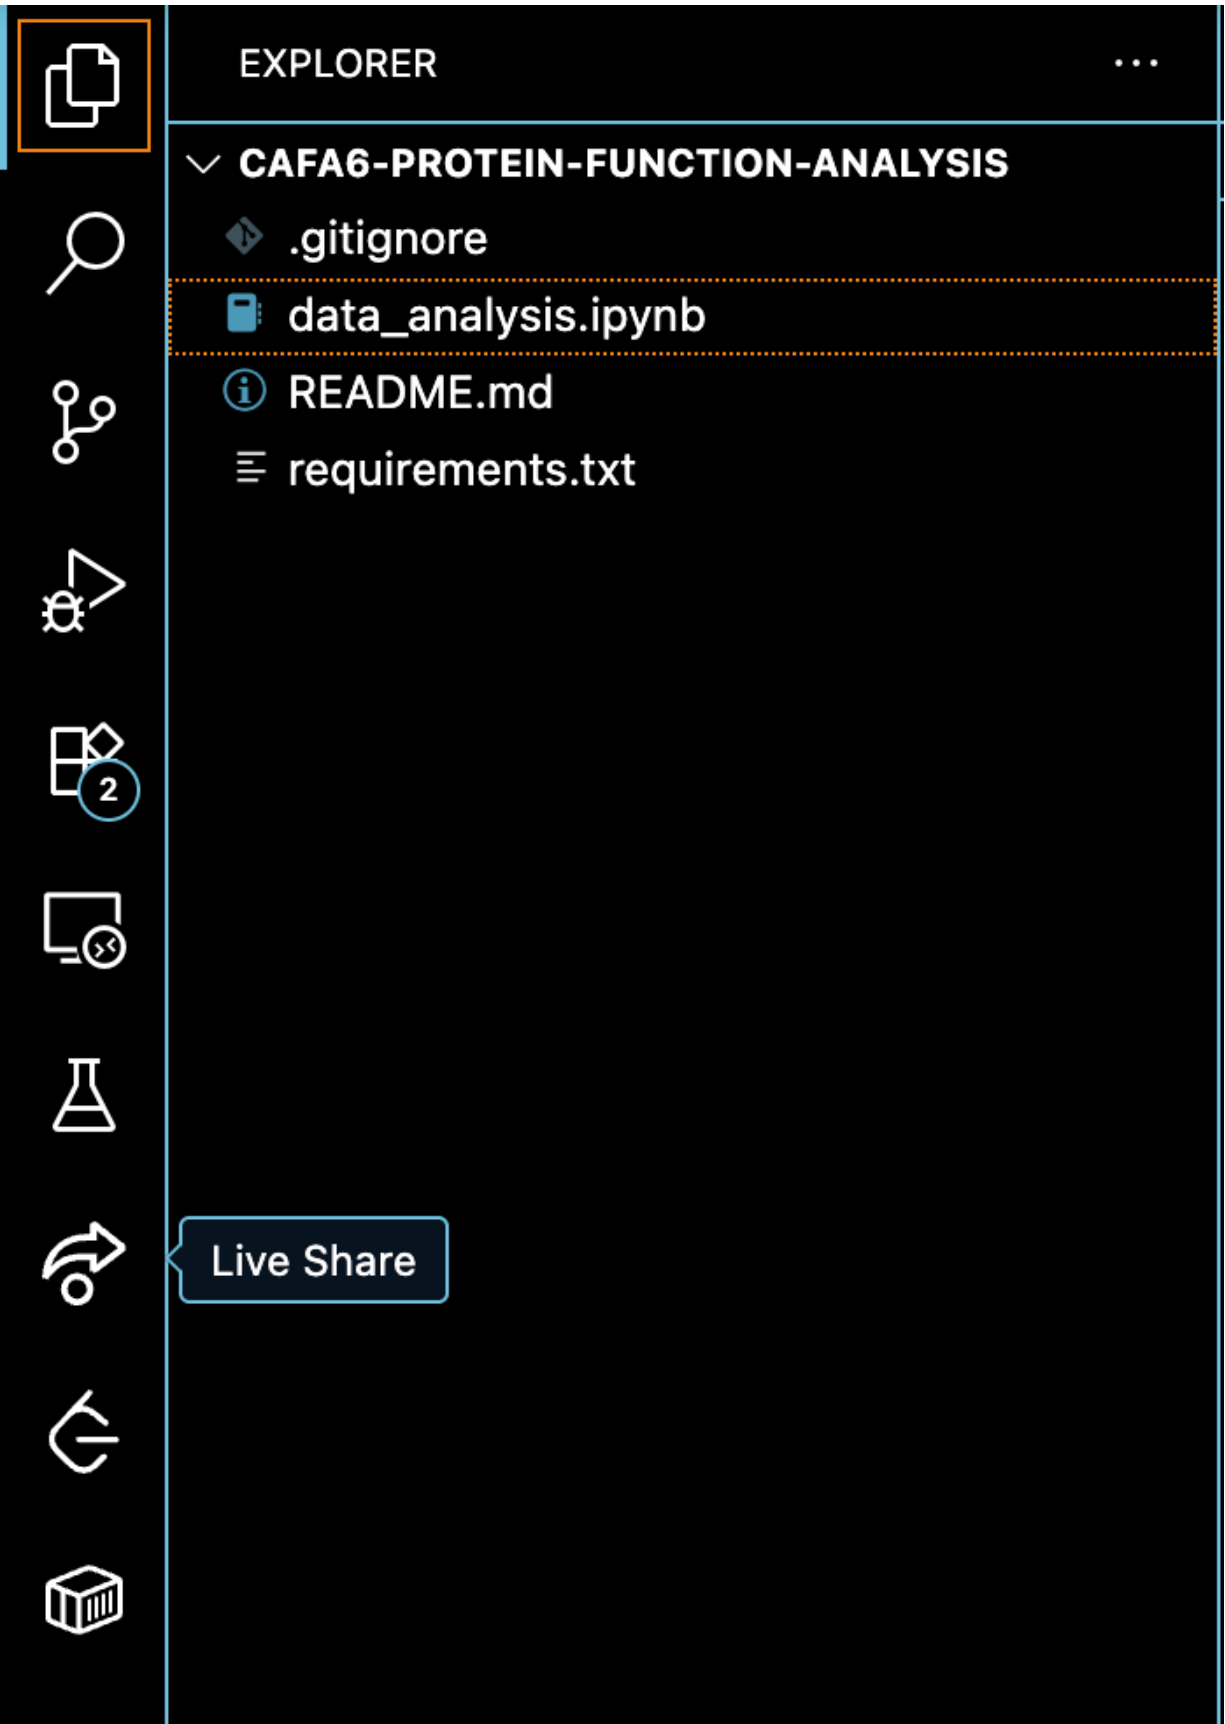 EXPLORER
CAFA6-PROTEIN-FUNCTION-ANALYSIS
.gitignore
data_analysis.ipynb
README.md
requirements.txt
2
Live Share